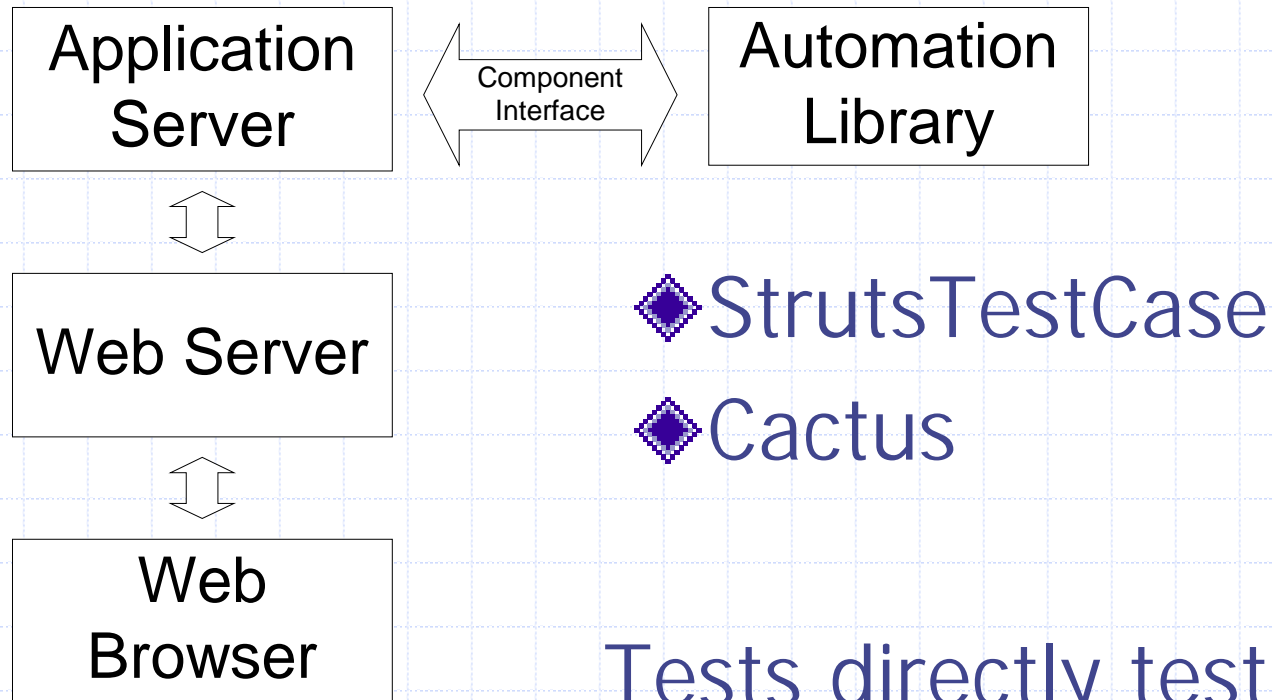 Application
Server
Component
Interface
Automation
Library
Web Server
StrutsTestCase
Cactus
Web
Browser
Tests directly test